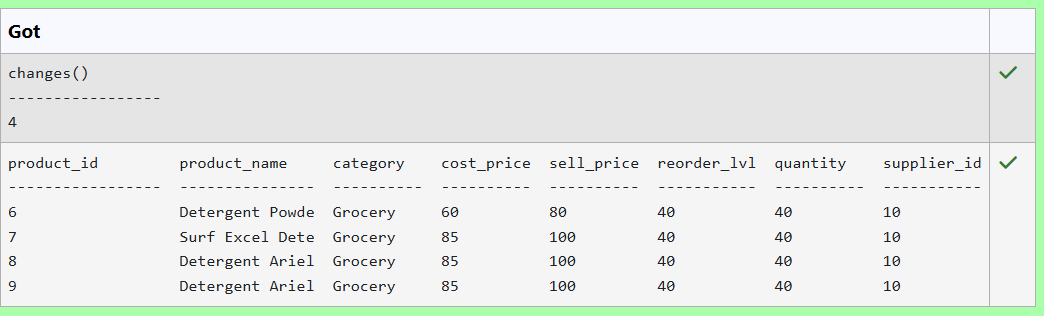 Got
changes()
-----------------
4
product_id product_name category cost_price sell_price reorder_lvl quantity supplier_id
----------------- --------------- ---------- ---------- ---------- ----------- ---------- -----------
6 Detergent Powde Grocery 60 80 40 40 10
7 Surf Excel Dete Grocery 85 100 40 40 10
8 Detergent Ariel Grocery 85 100 40 40 10
9 Detergent Ariel Grocery 85 100 40 40 10